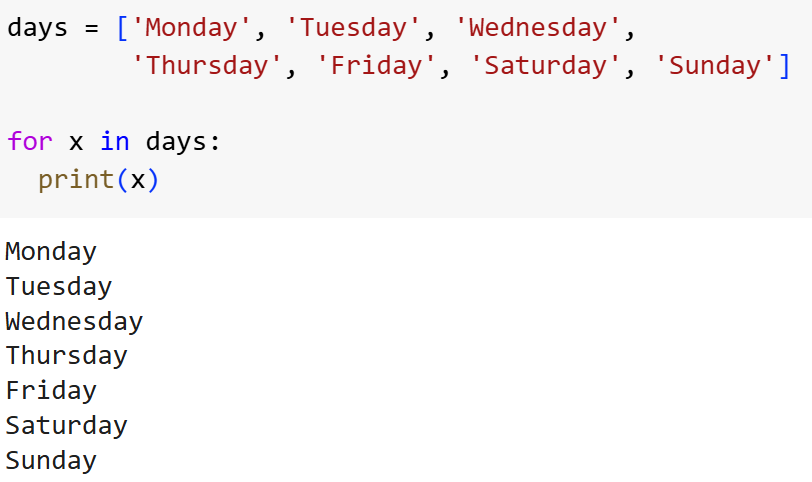 days = ['Monday', 'Tuesday', 'Wednesday',
        'Thursday', 'Friday', 'Saturday', 'Sunday']

for x in days:
  print(x)

Monday
Tuesday
Wednesday
Thursday
Friday
Saturday
Sunday